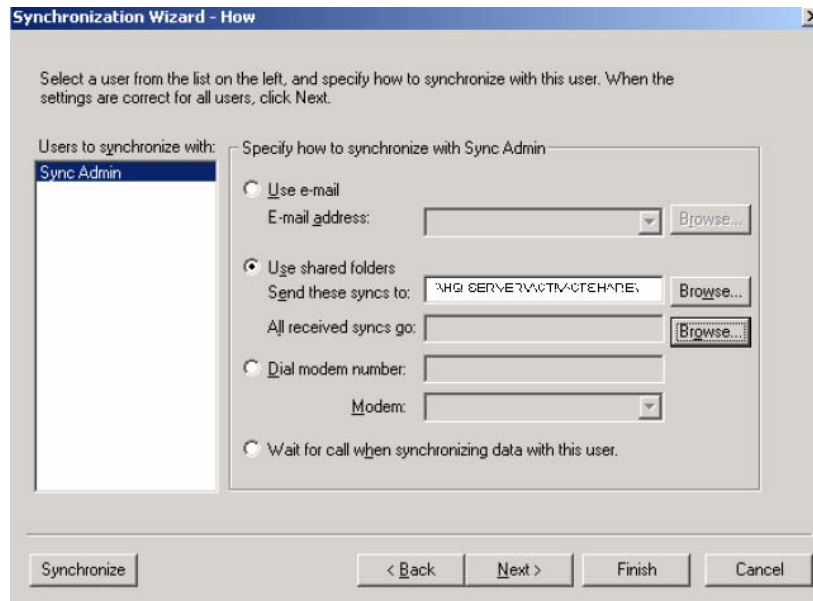 Synchronization Wizard - How
Select a user from the list on the left, and specify how to synchronize with this user. When the
settings are correct for all users, click Next.
Users to synchronize with:
Sync Admin
Specify how to synchronize with Sync Admin
Use e-mail
E-mail address:
Browse...
Use shared folders
Send these syncs to:
Browse...
All received syncs go:
Browse...
Dial modem number:
Modem:
Wait for call when synchronizing data with this user.
Synchronize
< Back
Next >
Finish
Cancel